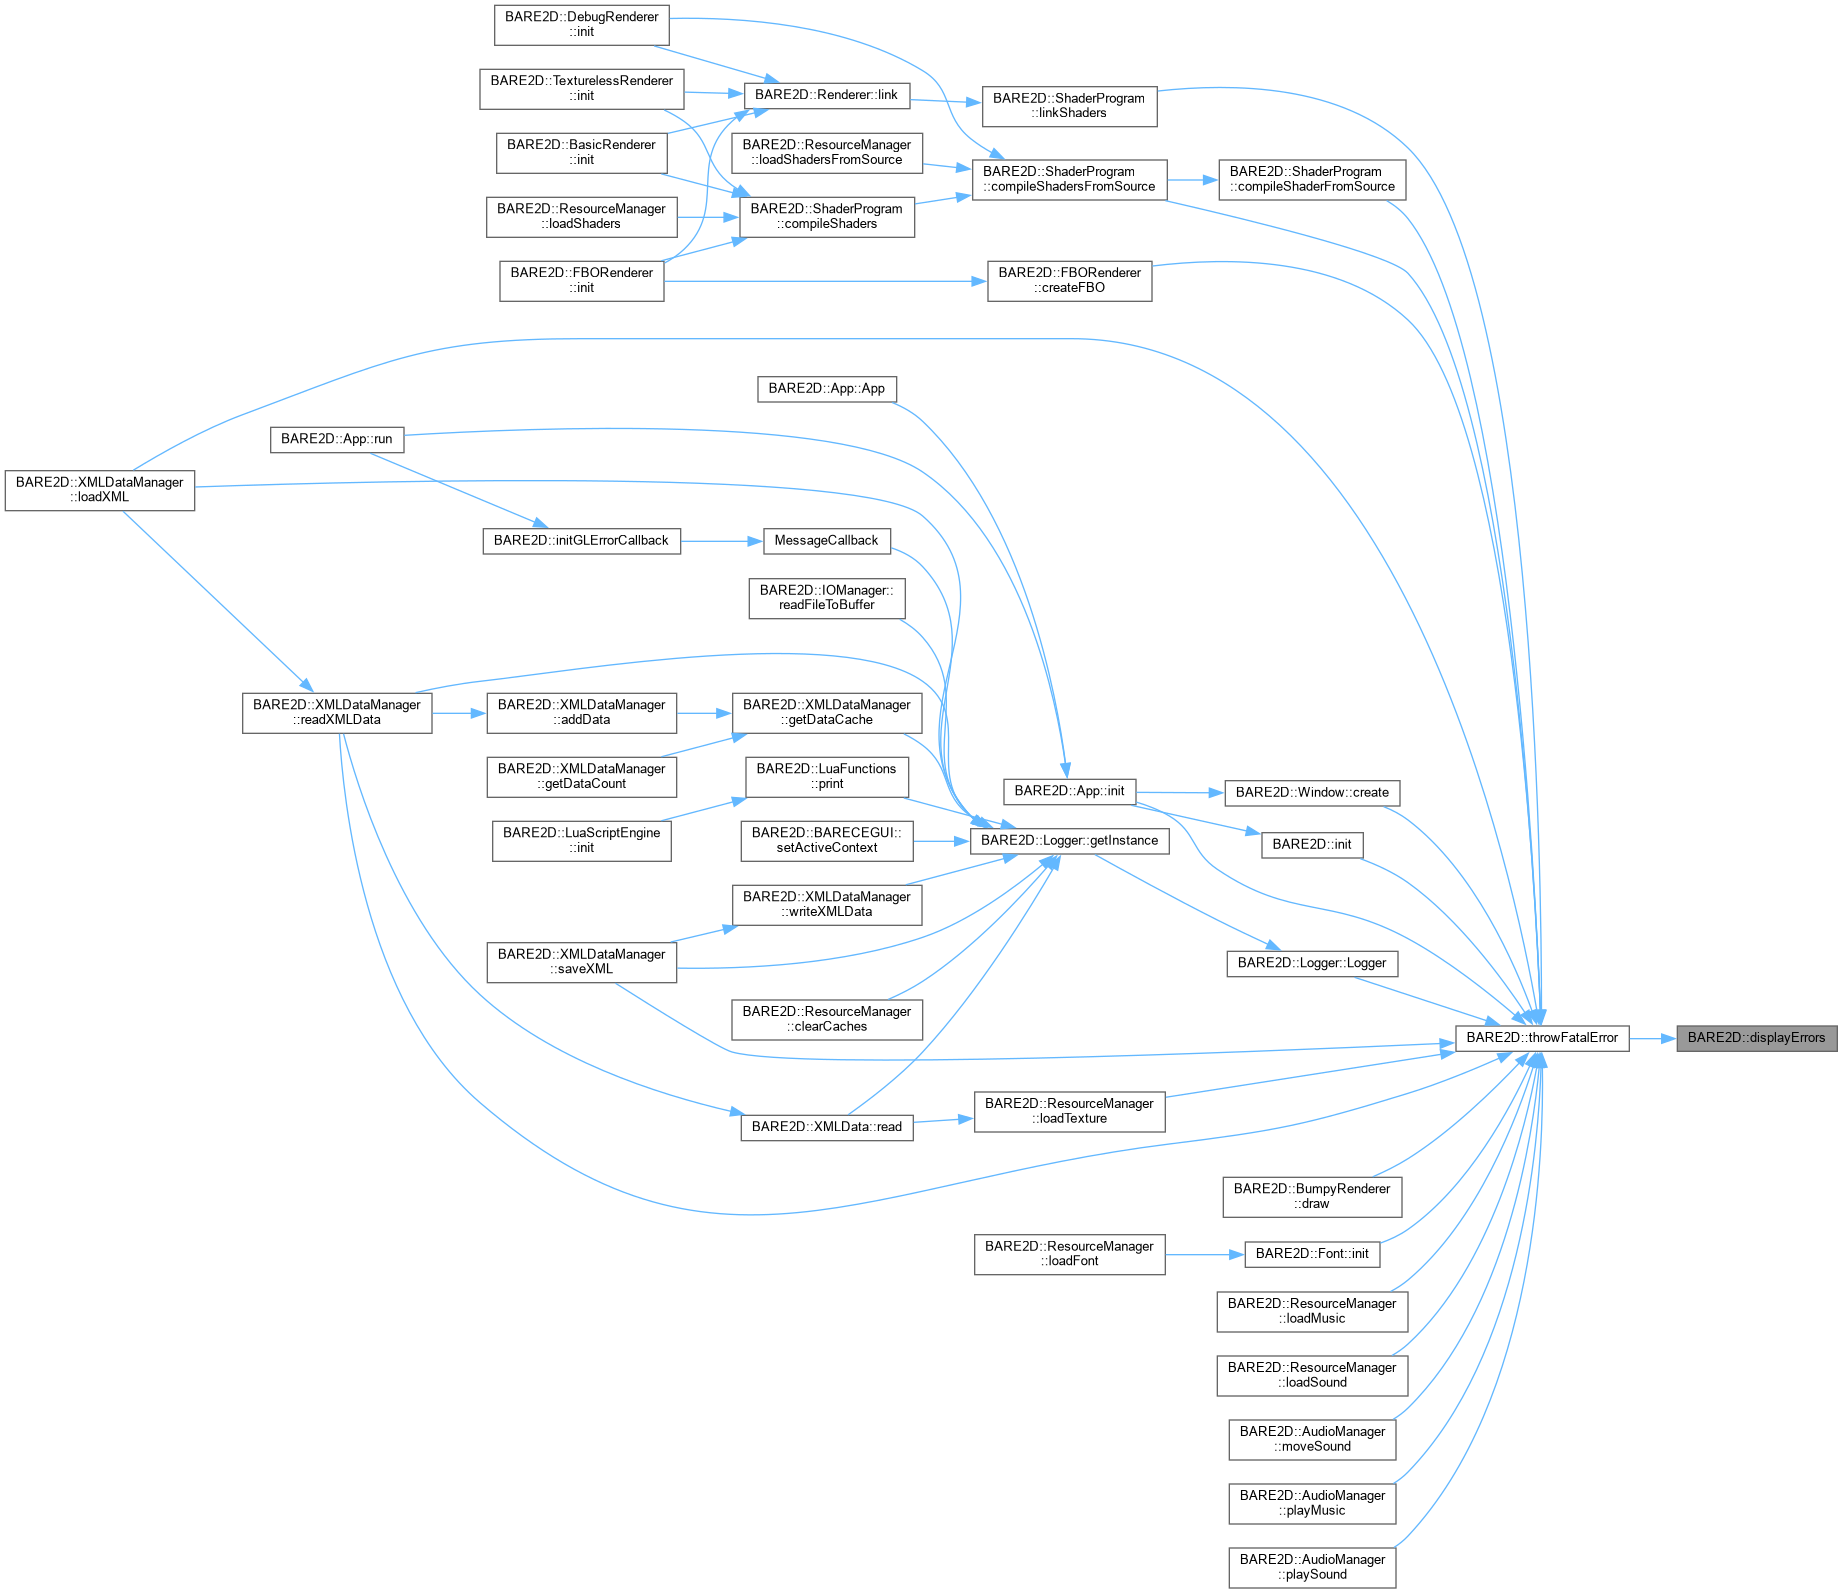 BARE2D::DebugRenderer
::init
BARE2D::TexturelessRenderer
::init
BARE2D::Renderer::link
BARE2D::ShaderProgram
::linkShaders
BARE2D::BasicRenderer
::init
BARE2D::ResourceManager
::loadShadersFromSource
BARE2D::ShaderProgram
::compileShadersFromSource
BARE2D::ShaderProgram
::compileShaderFromSource
BARE2D::ResourceManager
::loadShaders
BARE2D::ShaderProgram
::compileShaders
BARE2D::FBORenderer
::init
BARE2D::FBORenderer
::createFBO
BARE2D::App::App
BARE2D::App::run
BARE2D::XMLDataManager
::loadXML
BARE2D::initGLErrorCallback
MessageCallback
BARE2D::IOManager::
readFileToBuffer
BARE2D::XMLDataManager
::readXMLData
BARE2D::XMLDataManager
::addData
BARE2D::XMLDataManager
::getDataCache
BARE2D::XMLDataManager
::getDataCount
BARE2D::LuaFunctions
::print
BARE2D::App::init
BARE2D::Window::create
BARE2D::LuaScriptEngine
::init
BARE2D::BARECEGUI::
setActiveContext
BARE2D::Logger::getInstance
BARE2D::init
BARE2D::XMLDataManager
::writeXMLData
BARE2D::XMLDataManager
::saveXML
BARE2D::Logger::Logger
BARE2D::ResourceManager
::clearCaches
BARE2D::throwFatalError
BARE2D::displayErrors
BARE2D::XMLData::read
BARE2D::ResourceManager
::loadTexture
BARE2D::BumpyRenderer
::draw
BARE2D::ResourceManager
::loadFont
BARE2D::Font::init
BARE2D::ResourceManager
::loadMusic
BARE2D::ResourceManager
::loadSound
BARE2D::AudioManager
::moveSound
BARE2D::AudioManager
::playMusic
BARE2D::AudioManager
::playSound